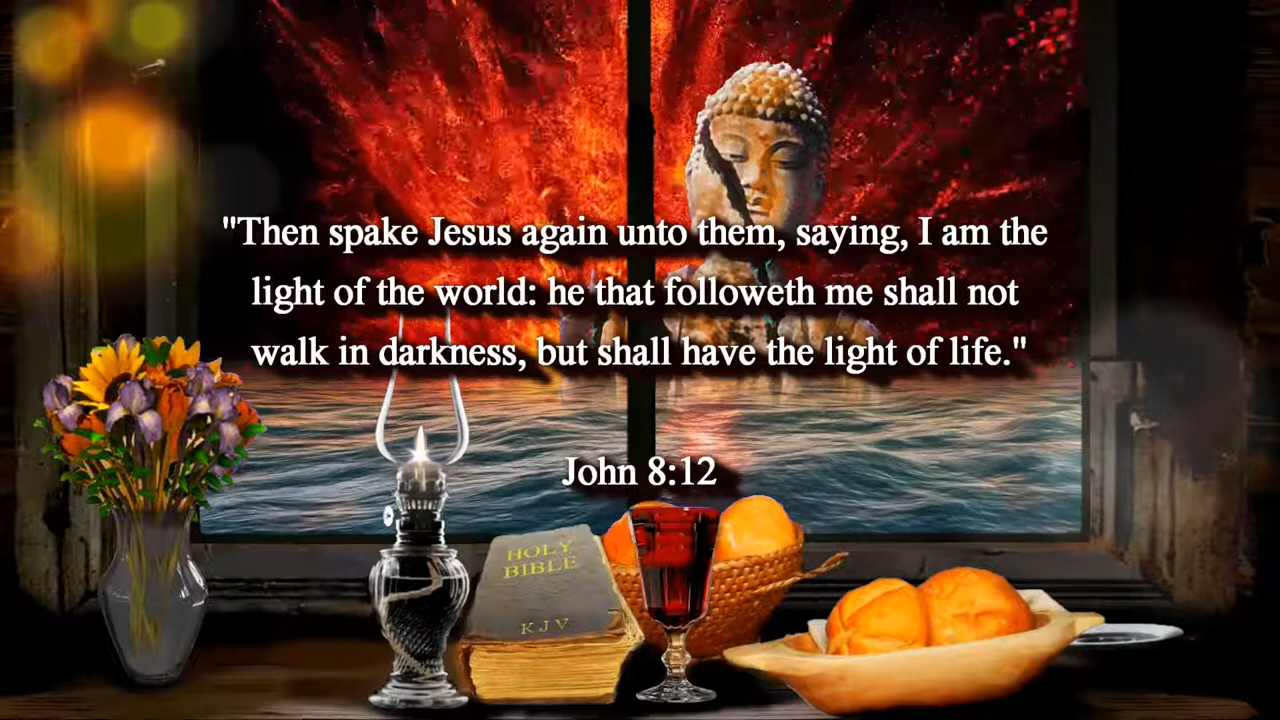 "Then spake Jesus again unto them, saying, I am the
light of the world: he that followeth me shall not
walk in darkness, but shall have the light of life."
John 8:12
HOLY
BIBLE
KJV